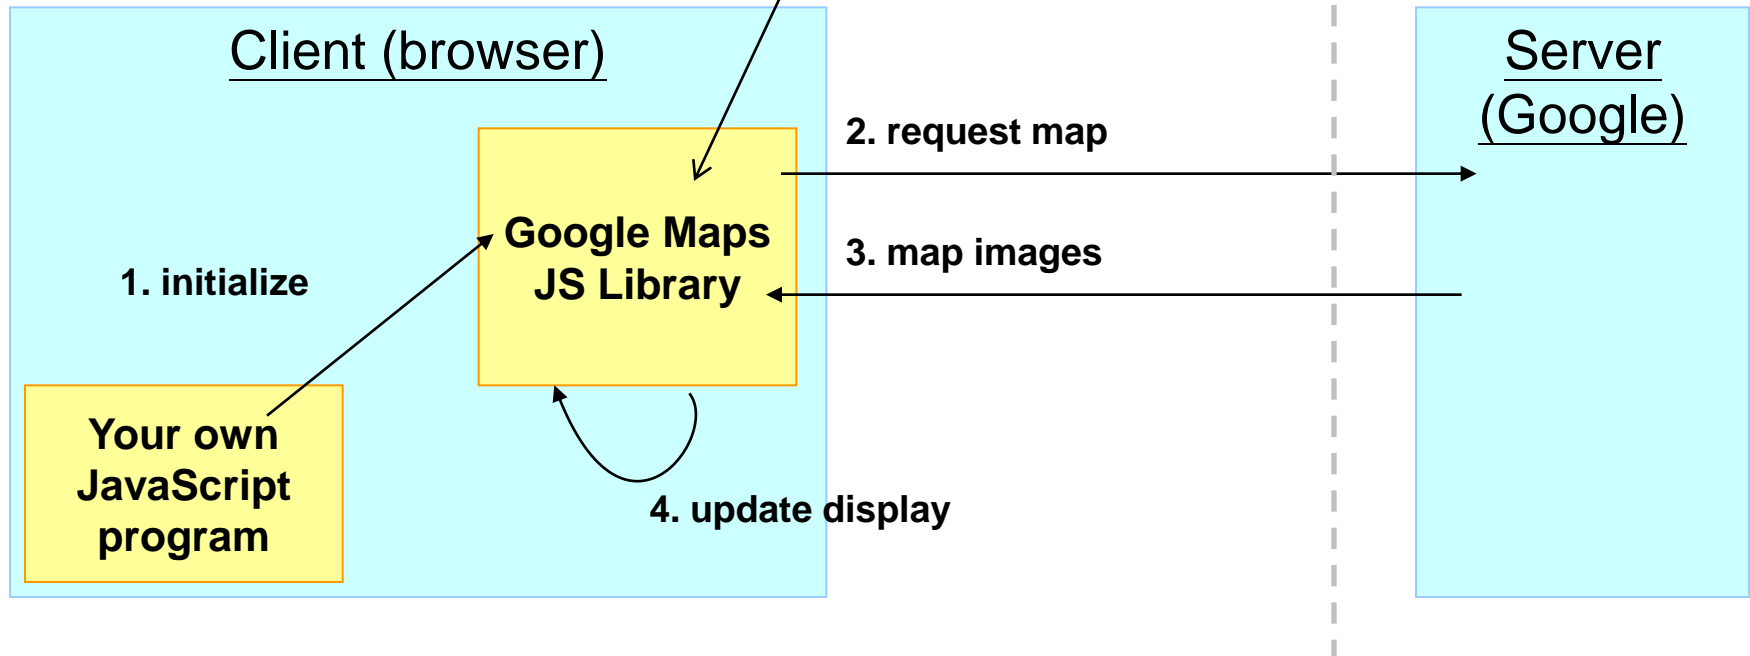 Client (browser)
Server
(Google)
2. request map
Google Maps
JS Library
3. map images
1. initialize
Your own
JavaScript
program
4. update display